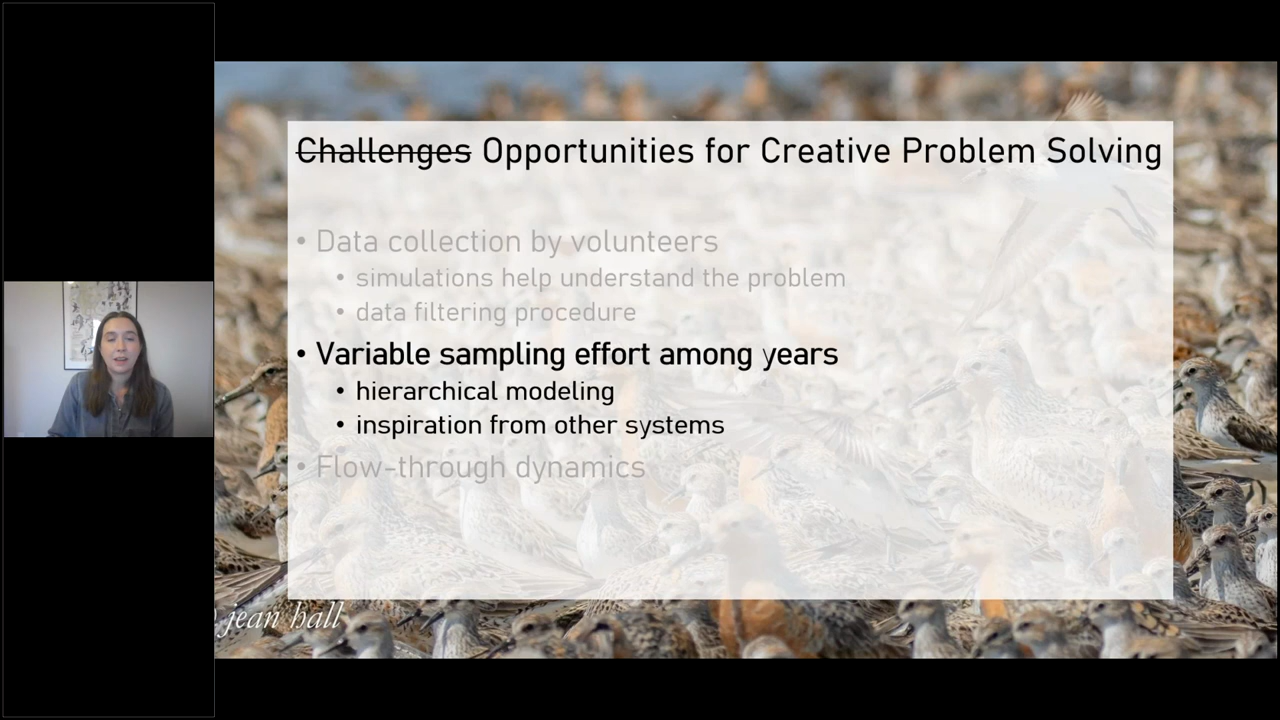 Challenges Opportunities for Creative Problem Solving
• Data collection by volunteers
• simulations help understand the problem
• data filtering procedure
• Variable sampling effort among years
• hierarchical modeling
• inspiration from other systems
• Flow-through dynamics
jean hall